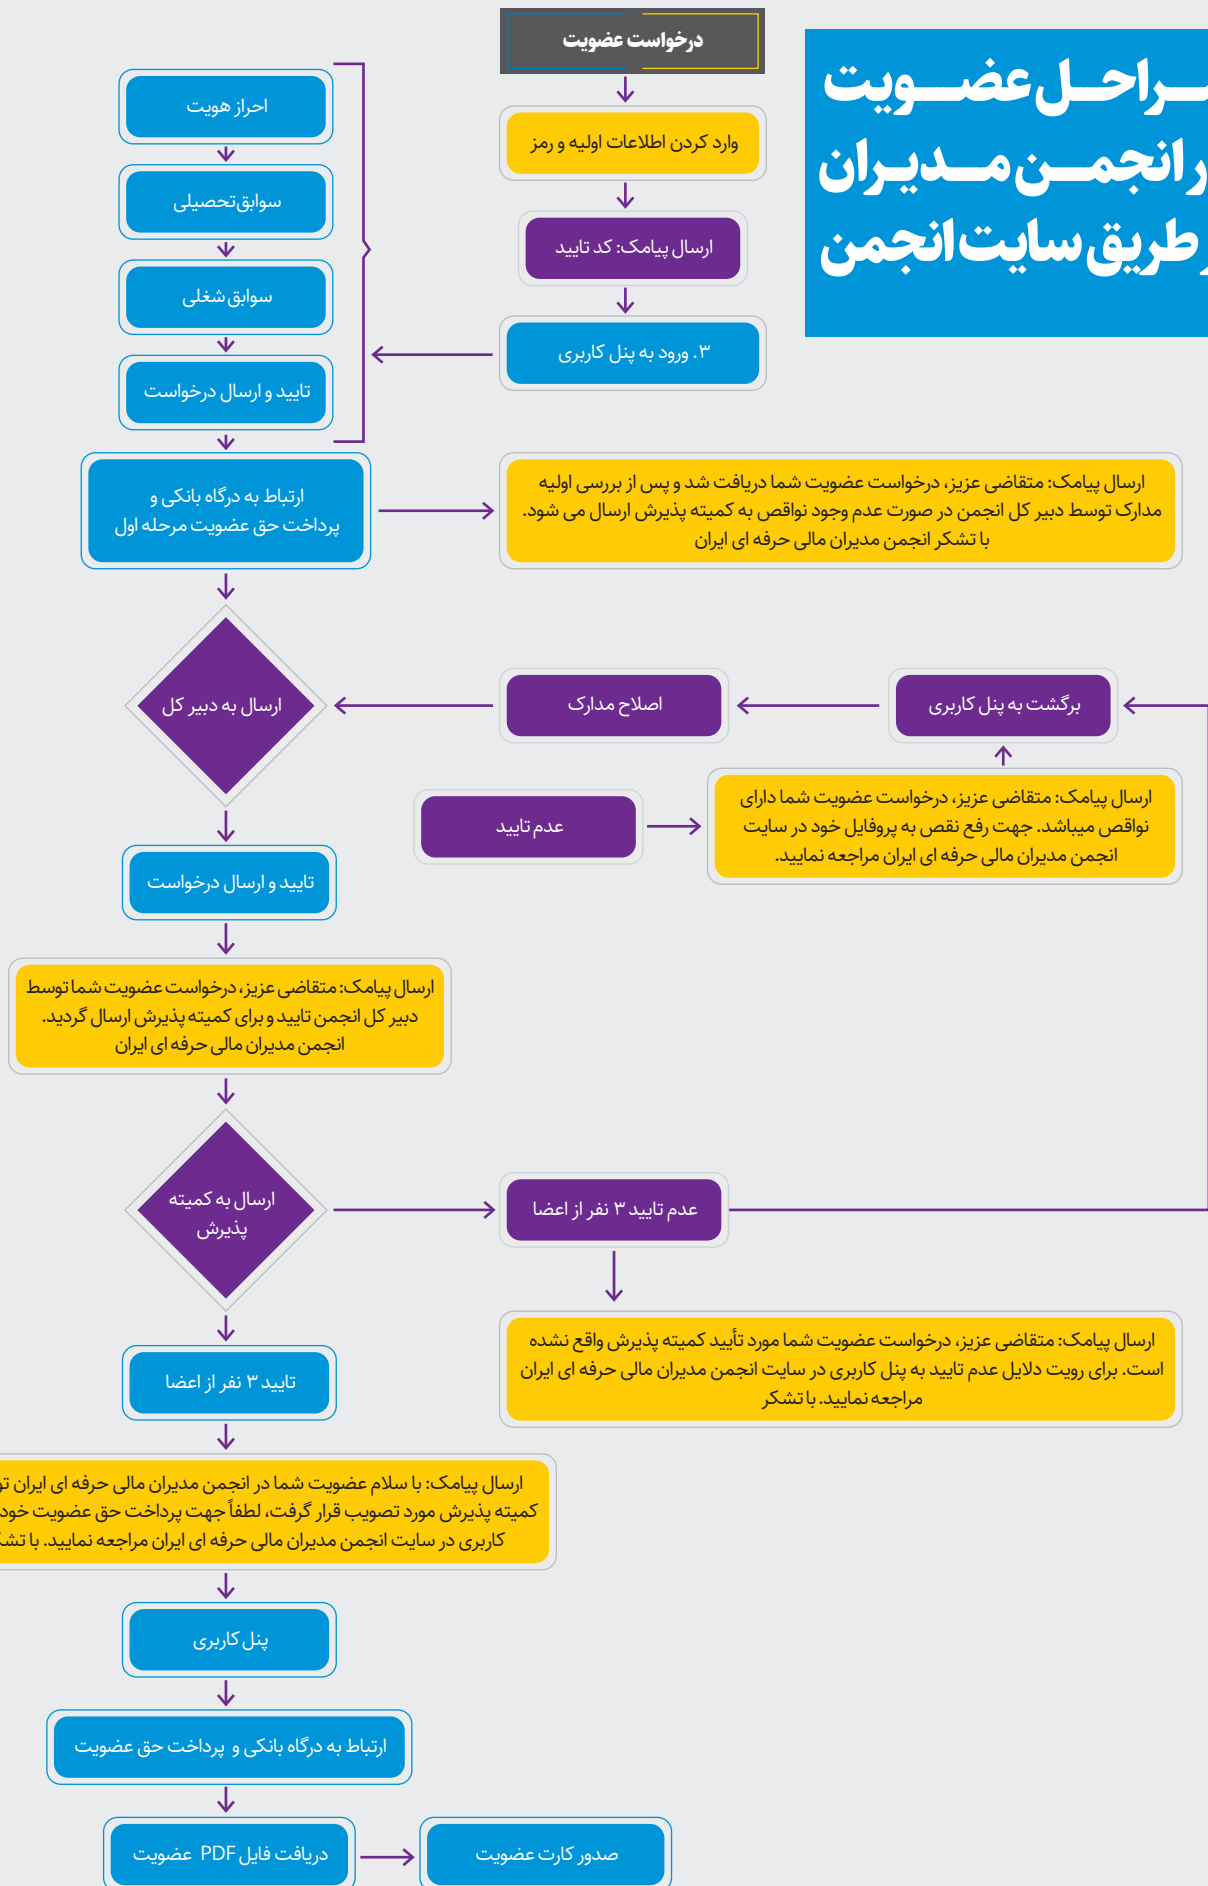 ـراحـل عضـویت
ر انجمـن مـدیـران
ز طریق سایت انجمن
درخواست عضویت
وارد کردن اطلاعات اولیه و رمز
ارسال پیامک: کد تایید
۳. ورود به پنل کاربری
احراز هویت
سوابق تحصیلی
سوابق شغلی
تایید و ارسال درخواست
ارتباط به درگاه بانکی و
پرداخت حق عضویت مرحله اول
ارسال پیامک: متقاضی عزیز، درخواست عضویت شما دریافت شد و پس از بررسی اولیه
مدارک توسط دبیر کل انجمن در صورت عدم وجود نواقص به کمیته پذیرش ارسال می شود.
با تشکر انجمن مدیران مالی حرفه ای ایران
ارسال به دبیر کل
اصلاح مدارک
برگشت به پنل کاربری
ارسال پیامک: متقاضی عزیز، درخواست عضویت شما دارای
نواقص میباشد. جهت رفع نقص به پروفایل خود در سایت
انجمن مدیران مالی حرفه ای ایران مراجعه نمایید.
عدم تایید
تایید و ارسال درخواست
ارسال پیامک: متقاضی عزیز، درخواست عضویت شما توسط
دبیر کل انجمن تایید و برای کمیته پذیرش ارسال گردید.
انجمن مدیران مالی حرفه ای ایران
ارسال به کمیته
پذیرش
عدم تایید ۳ نفر از اعضا
ارسال پیامک: متقاضی عزیز، درخواست عضویت شما مورد تأیید کمیته پذیرش واقع نشده
است. برای رویت دلایل عدم تایید به پنل کاربری در سایت انجمن مدیران مالی حرفه ای ایران
مراجعه نمایید. با تشکر
تایید ۳ نفر از اعضا
ارسال پیامک: با سلام عضویت شما در انجمن مدیران مالی حرفه ای ایران
کمیته پذیرش مورد تصویب قرار گرفت، لطفاً جهت پرداخت حق عضویت خود
کاربری در سایت انجمن مدیران مالی حرفه ای ایران مراجعه نمایید. با
پنل کاربری
ارتباط به درگاه بانکی و پرداخت حق عضویت
دریافت فایل PDF عضویت
صدور کارت عضویت